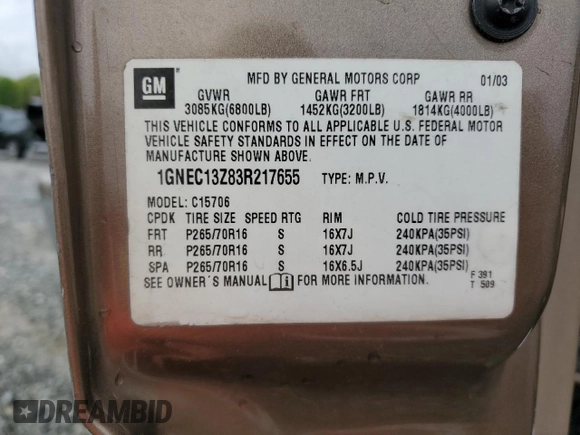 GM
MFD BY GENERAL MOTORS CORP 01/03
GVWR GAWR FRT GAWR RR
3085KG(6800LB) 1452KG(3200LB) 1814KG(4000LB)
THIS VEHICLE CONFORMS TO ALL APPLICABLE U.S. FEDERAL MOTOR
VEHICLE SAFETY STANDARDS IN EFFECT ON THE DATE OF
MANUFACTURE SHOWN ABOVE.
1GNEC13Z83R217655 TYPE: M.P.V.
MODEL: C15706
CPDK TIRE SIZE SPEED RTG RIM COLD TIRE PRESSURE
FRT P265/70R16 S 16X7J 240KPA(35PSI)
RR P265/70R16 S 16X7J 240KPA(35PSI)
SPA P265/70R16 S 16X6.5J 240KPA(35PSI)
SEE OWNER'S MANUAL FOR MORE INFORMATION.
F 391
T 509
DREAMBID